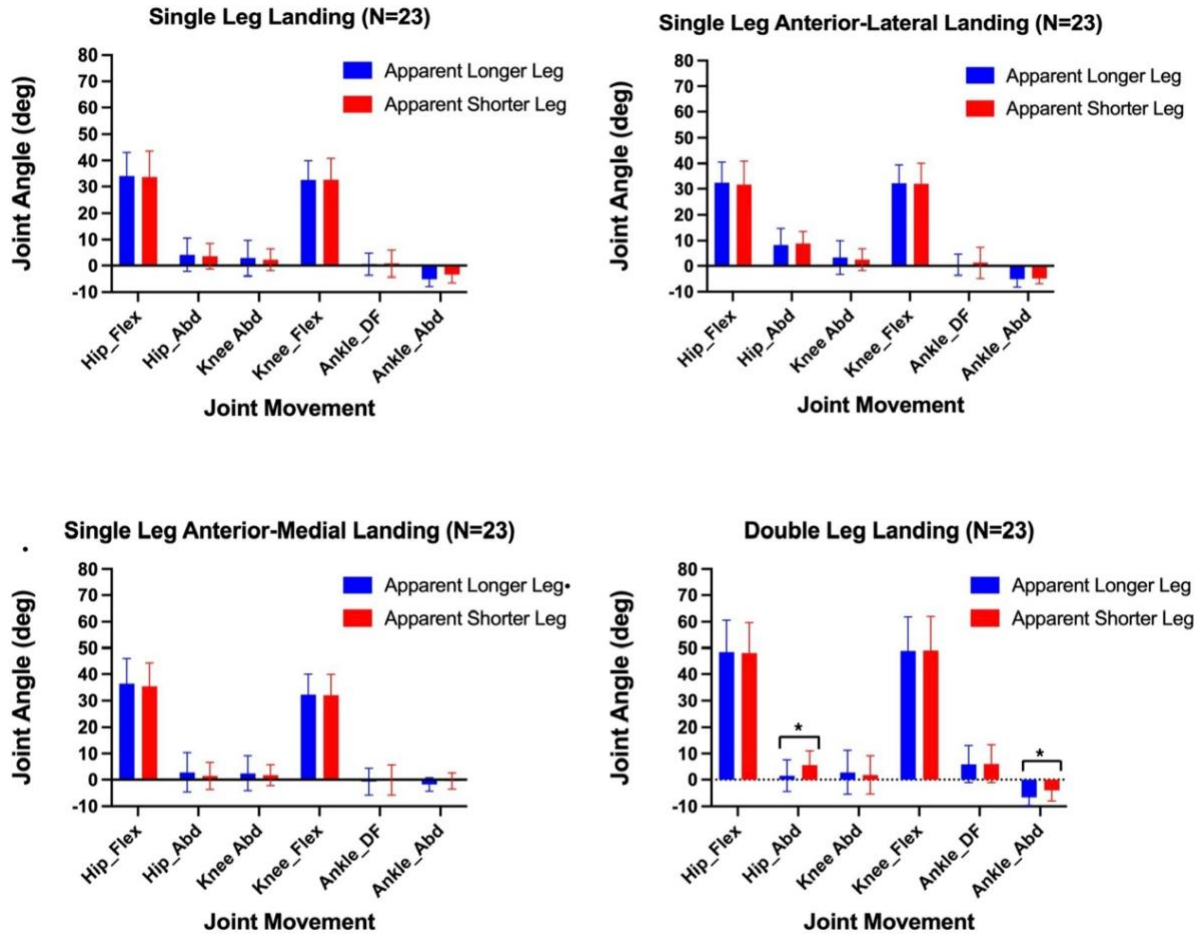 Single Leg Landing (N=23)
Joint Angle (deg)
80
70
60
50
40
30
20
10
0
-10
Apparent Longer Leg
Apparent Shorter Leg
Hip_Flex
Hip_Abd
Knee Abd
Knee_Flex
Ankle_DF
Ankle_Abd
Joint Movement
Single Leg Anterior-Lateral Landing (N=23)
Joint Angle (deg)
80
70
60
50
40
30
20
10
0
-10
Apparent Longer Leg
Apparent Shorter Leg
Hip_Flex
Hip_Abd
Knee Abd
Knee_Flex
Ankle_DF
Ankle_Abd
Joint Movement
Single Leg Anterior-Medial Landing (N=23)
Joint Angle (deg)
80
70
60
50
40
30
20
10
0
-10
Apparent Longer Leg•
Apparent Shorter Leg
Hip_Flex
Hip_Abd
Knee Abd
Knee_Flex
Ankle_DF
Ankle_Abd
Joint Movement
Double Leg Landing (N=23)
Joint Angle (deg)
80
70
60
50
40
30
20
10
0
-10
Apparent Longer Leg
Apparent Shorter Leg
*
*
Hip_Flex
Hip_Abd
Knee Abd
Knee_Flex
Ankle_DF
Ankle_Abd
Joint Movement